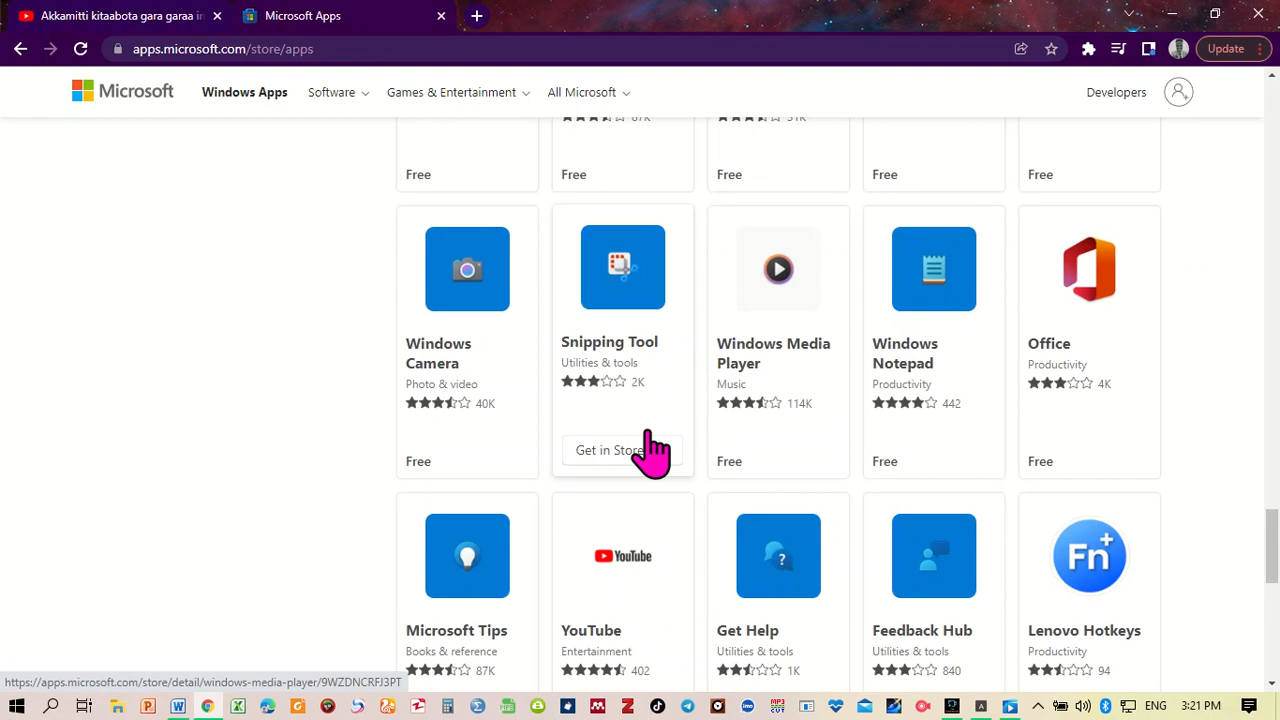 Akkamitti kitaabota gara garaa in
Microsoft Apps
apps.microsoft.com/store/apps
Update
Microsoft
Windows Apps
Software
Games & Entertainment
All Microsoft
Developers
Free
Free
Free
Free
Free
Windows Camera
Photo & video
40K
Free
Snipping Tool
Utilities & tools
2K
Get in Store
Windows Media Player
Music
114K
Free
Windows Notepad
Productivity
442
Free
Office
Productivity
4K
Free
Microsoft Tips
Books & reference
87K
YouTube
YouTube
Entertainment
402
Get Help
Utilities & tools
1K
Feedback Hub
Utilities & tools
840
Fn+
Lenovo Hotkeys
Productivity
94
https://apps.microsoft.com/store/detail/windows-media-player/9WZDNCRFJ3PT
ENG
3:21 PM